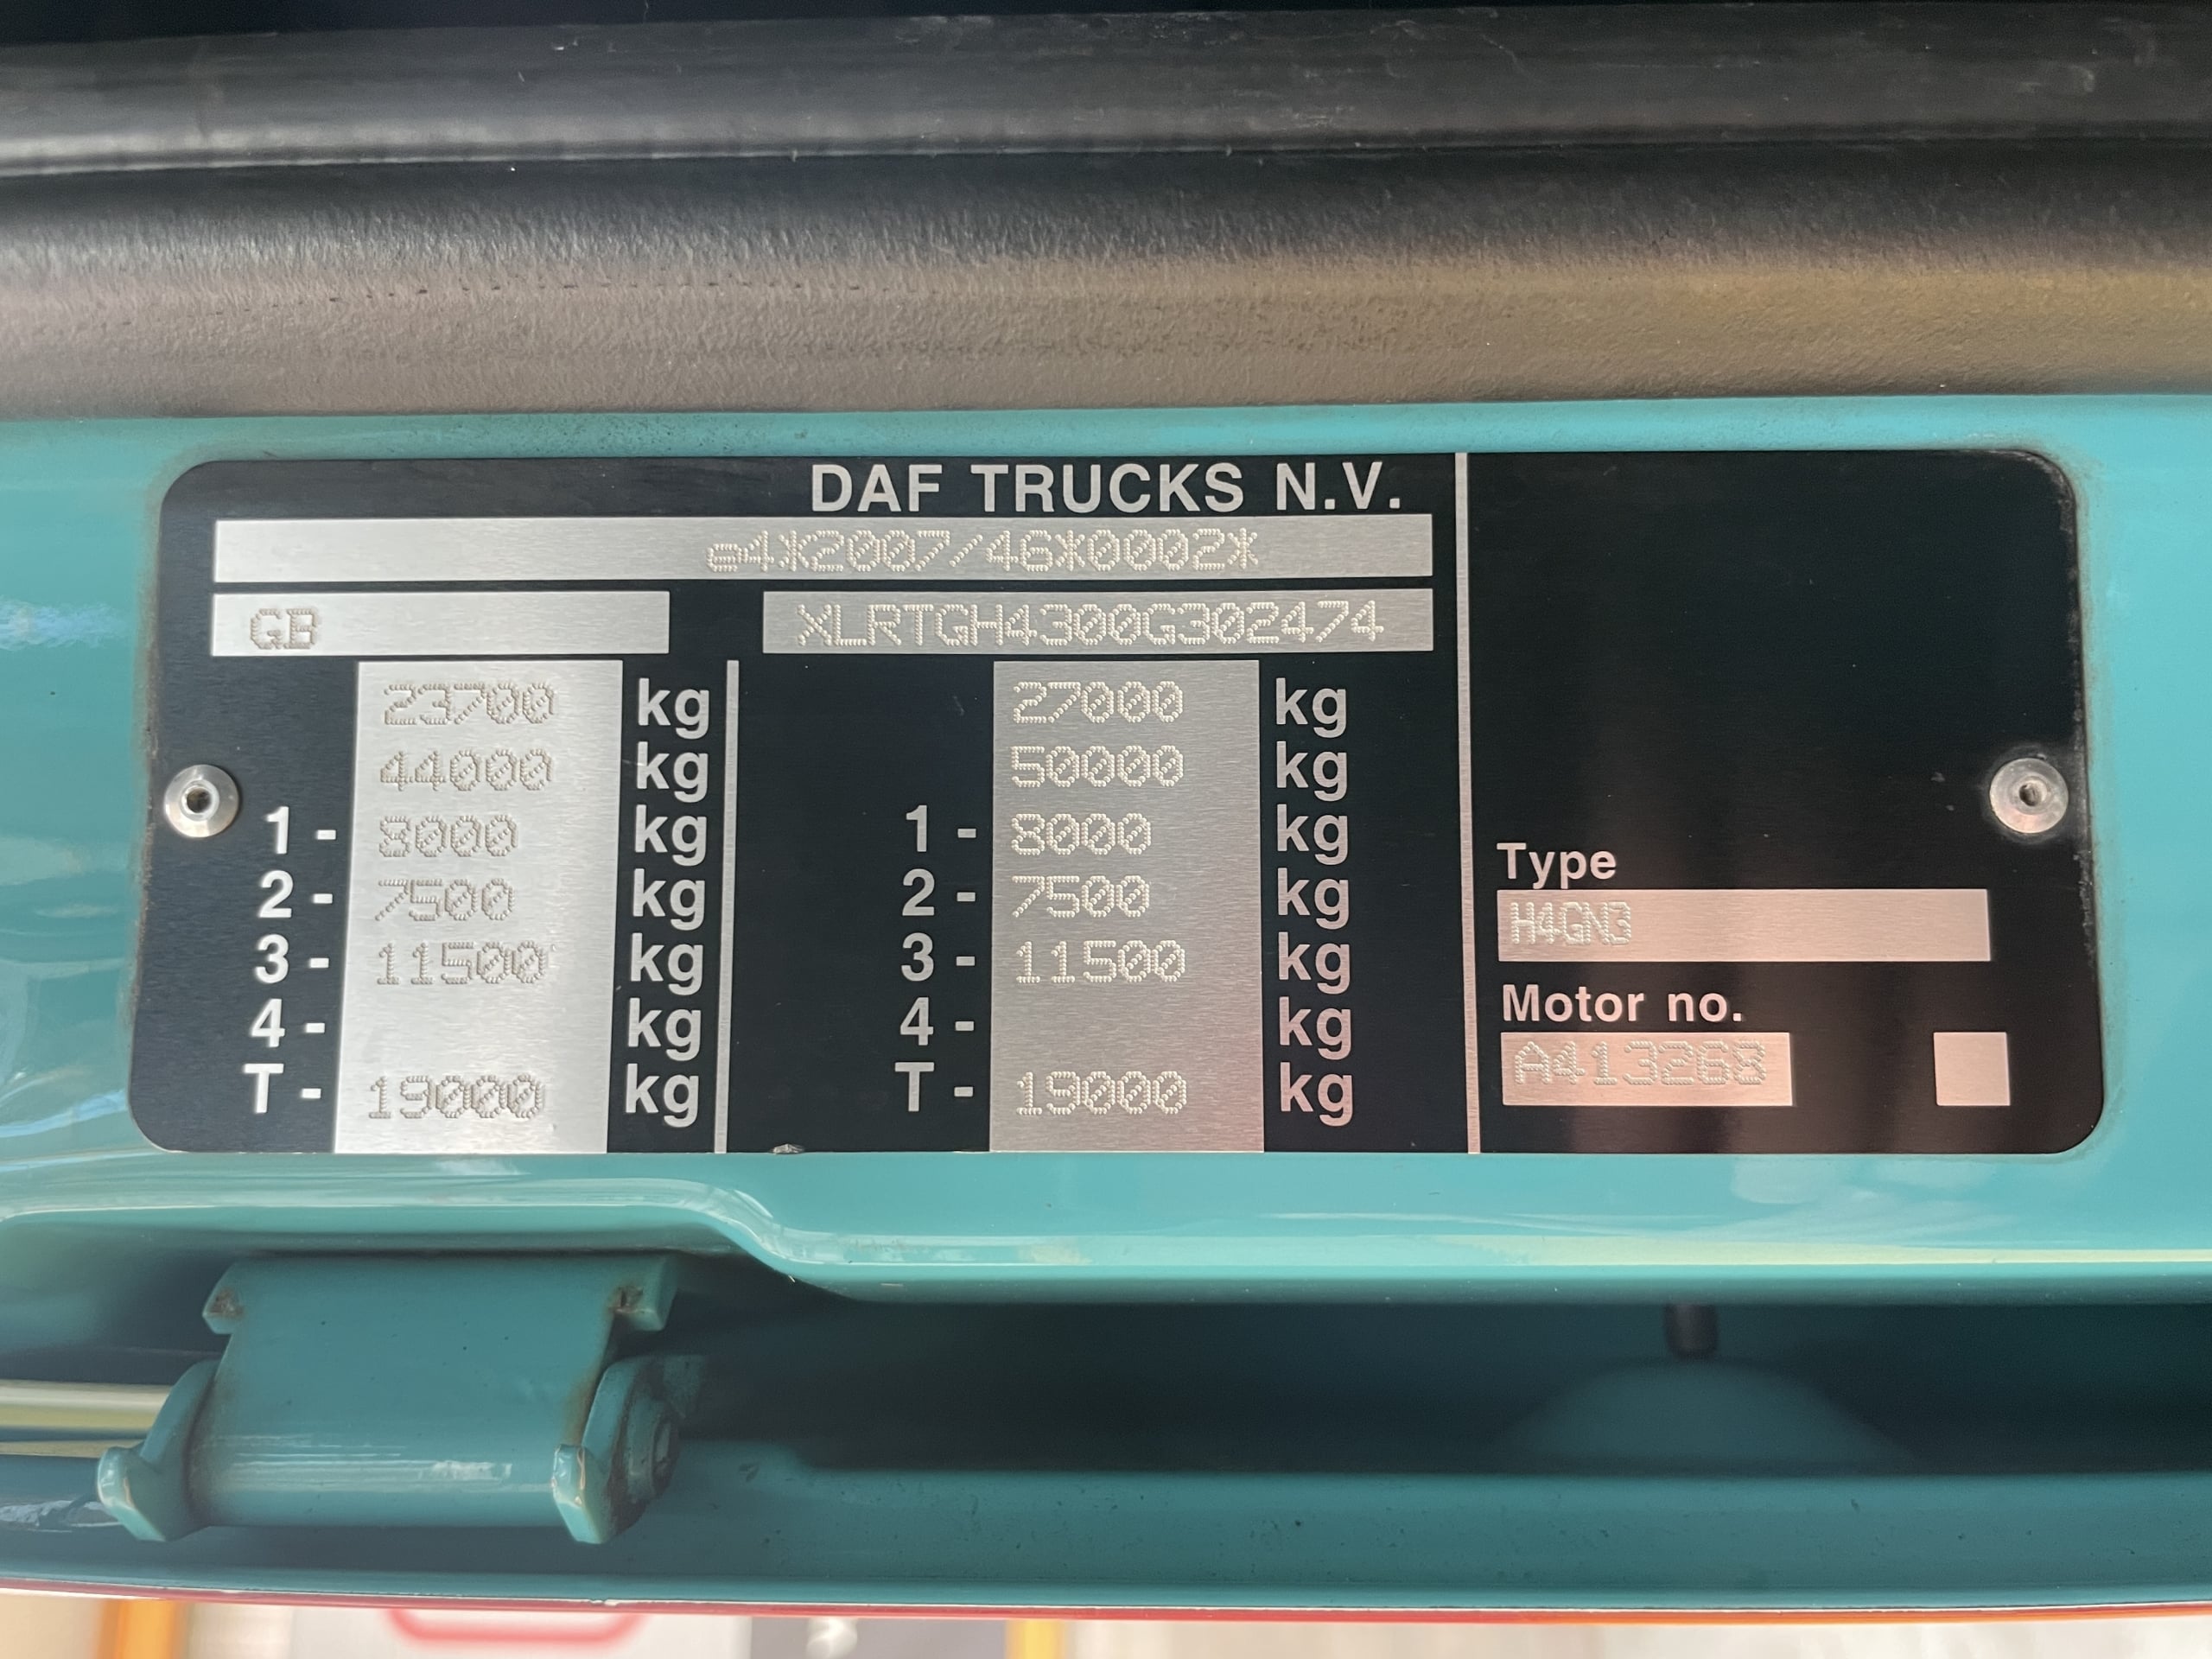 DAF TRUCKS N.V.
e4*2007/46*0002*
GB XLRTGH4300G302474
23700 kg 27000 kg
44000 kg 50000 kg
1 - 8000 kg 1 - 8000 kg
2 - 7500 kg 2 - 7500 kg
3 - 11500 kg 3 - 11500 kg
4 - kg 4 - kg
T - 19000 kg T - 19000 kg
Type
H4GN3
Motor no.
A413268